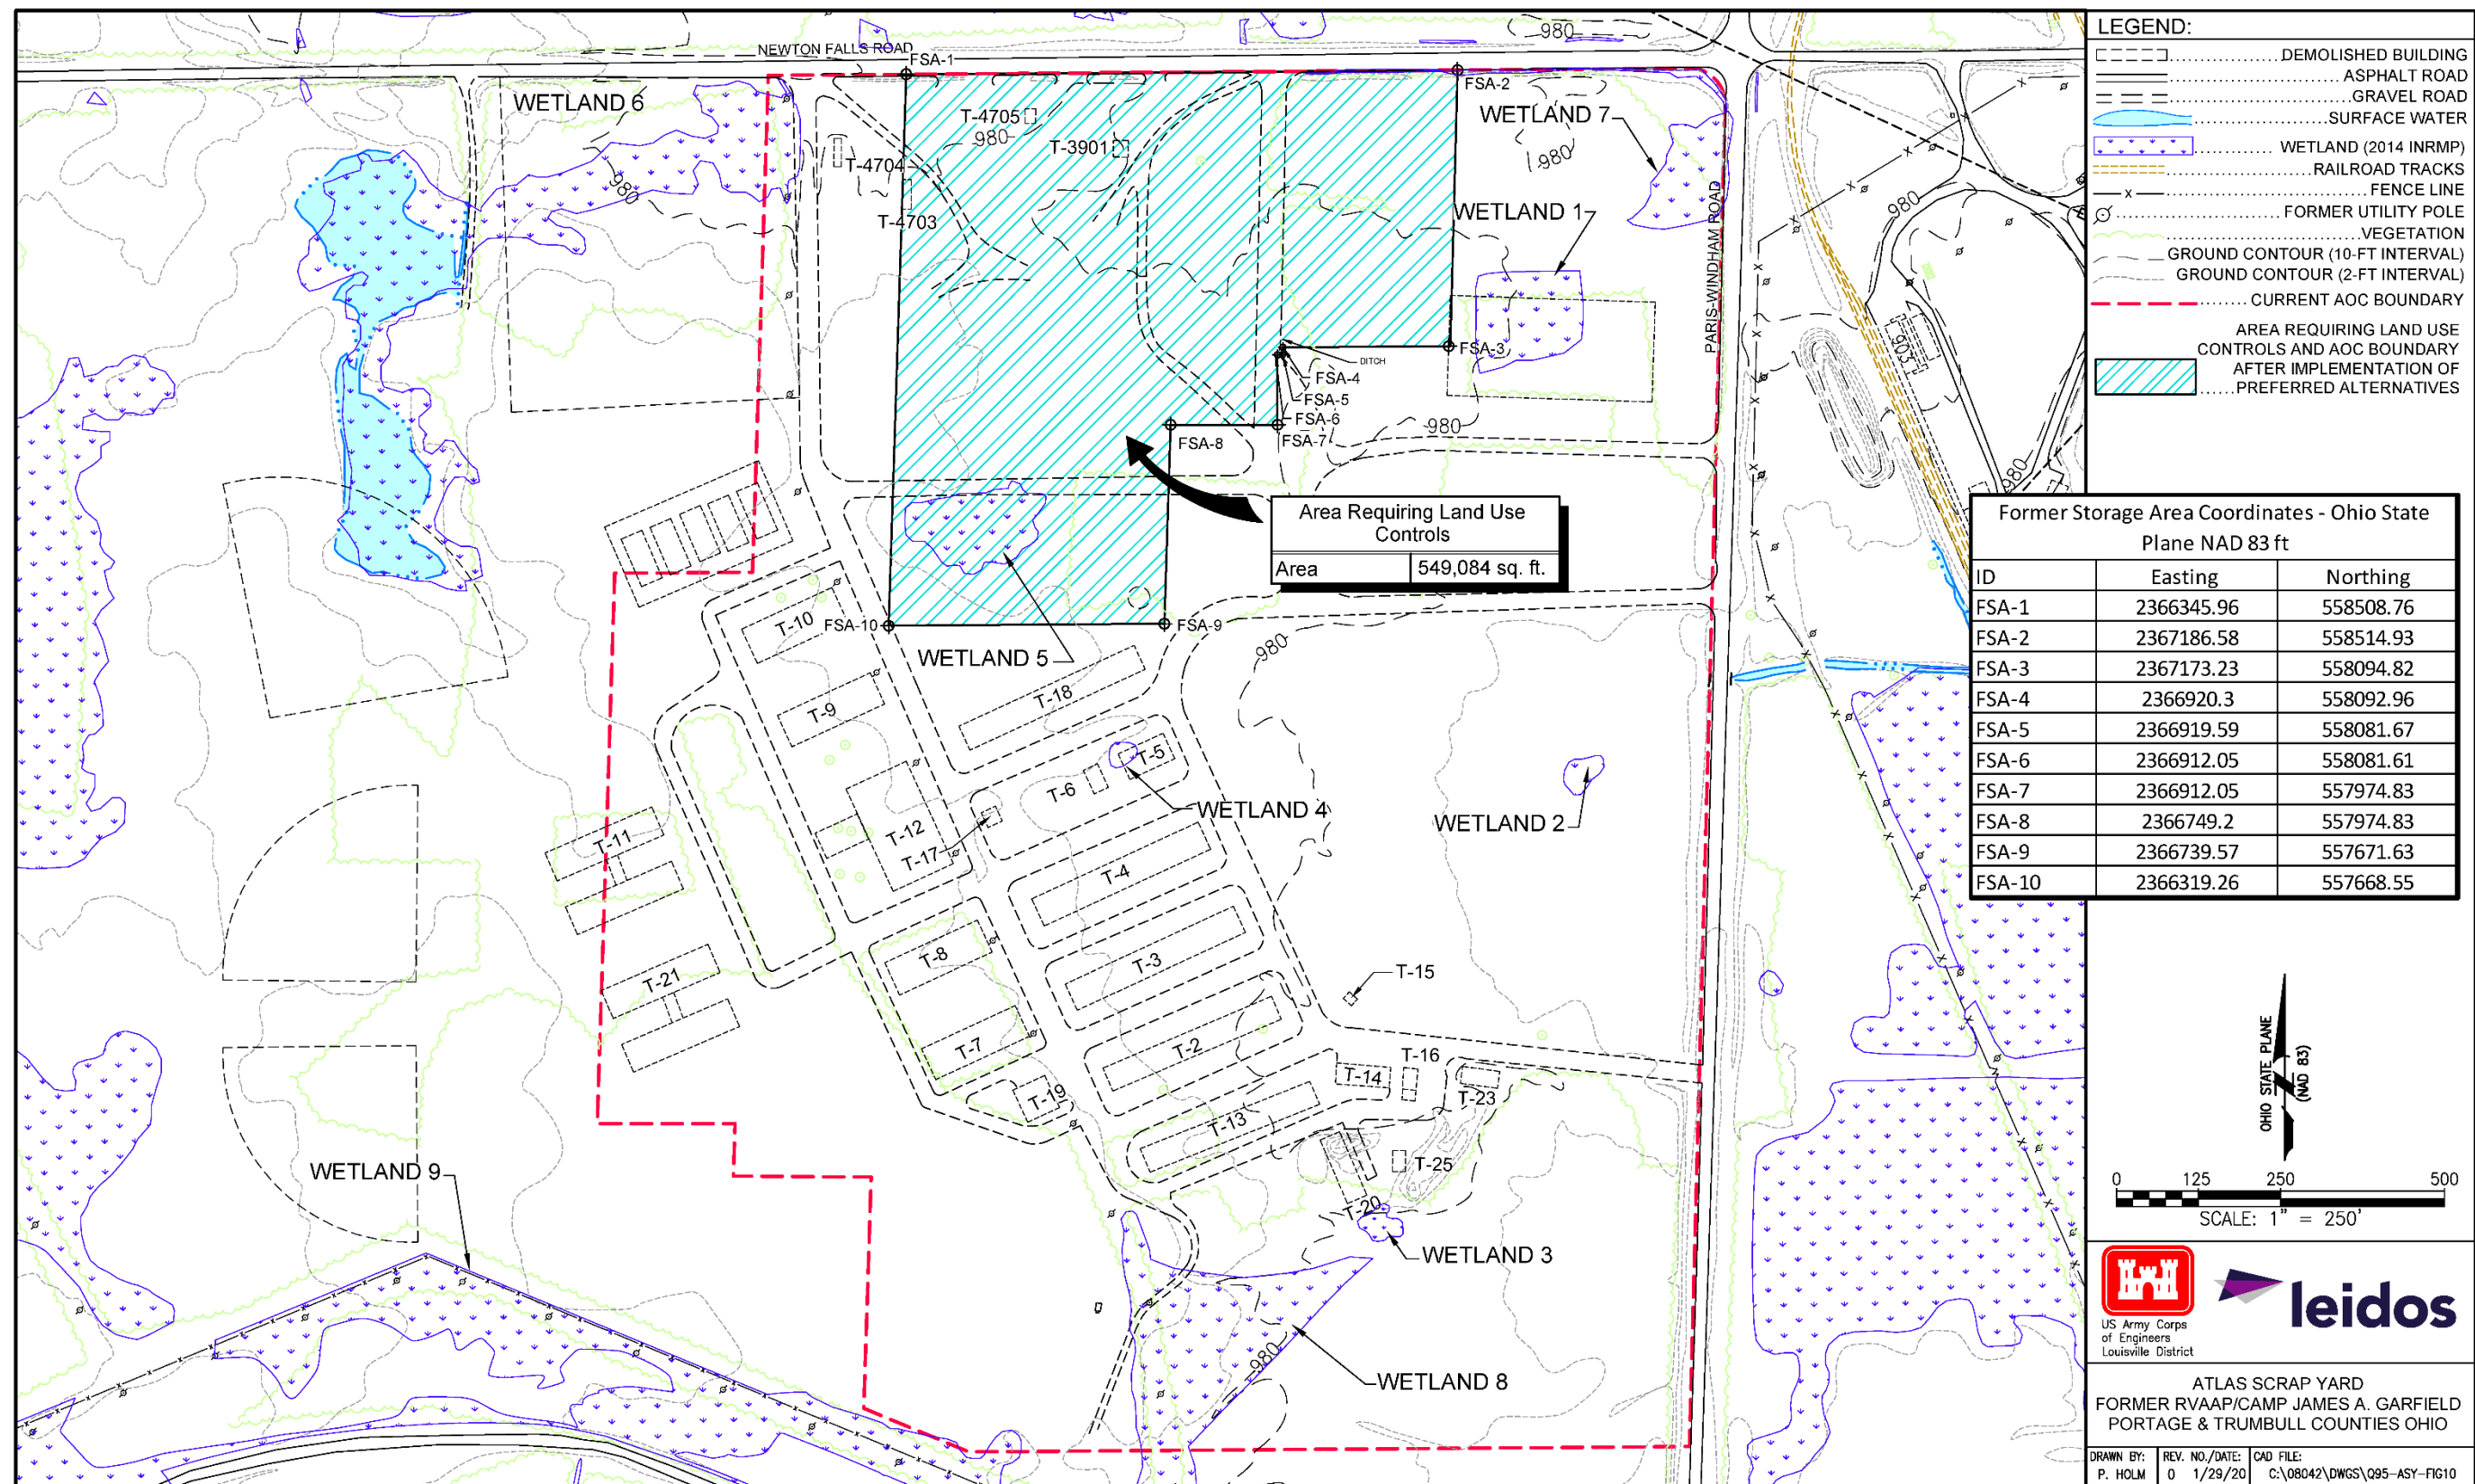 NEWTON FALLS ROAD
980
FSA-1
FSA-2
WETLAND 6
T-4705
980
T-3901
WETLAND 7
980
T-4704
980
T-4703
WETLAND 1
PARIS-WINDHAM ROAD
980
903
DITCH
FSA-3
FSA-4
FSA-5
FSA-6
FSA-7
FSA-8
980
980
Area Requiring Land Use
Controls
Area 549,084 sq. ft.
FSA-10
FSA-9
T-10
WETLAND 5
980
T-18
T-9
T-5
T-6
WETLAND 4
WETLAND 2
T-11
T-12
T-17
T-4
T-8
T-3
T-15
T-21
T-7
T-2
T-16
T-14
T-23
T-19
T-13
T-25
WETLAND 9
T-20
WETLAND 3
980
WETLAND 8
LEGEND:
DEMOLISHED BUILDING
ASPHALT ROAD
GRAVEL ROAD
SURFACE WATER
WETLAND (2014 INRMP)
RAILROAD TRACKS
FENCE LINE
FORMER UTILITY POLE
VEGETATION
GROUND CONTOUR (10-FT INTERVAL)
GROUND CONTOUR (2-FT INTERVAL)
CURRENT AOC BOUNDARY
AREA REQUIRING LAND USE
CONTROLS AND AOC BOUNDARY
AFTER IMPLEMENTATION OF
PREFERRED ALTERNATIVES
Former Storage Area Coordinates - Ohio State
Plane NAD 83 ft
ID Easting Northing
FSA-1 2366345.96 558508.76
FSA-2 2367186.58 558514.93
FSA-3 2367173.23 558094.82
FSA-4 2366920.3 558092.96
FSA-5 2366919.59 558081.67
FSA-6 2366912.05 558081.61
FSA-7 2366912.05 557974.83
FSA-8 2366749.2 557974.83
FSA-9 2366739.57 557671.63
FSA-10 2366319.26 557668.55
OHIO STATE PLANE
(NAD 83)
0 125 250 500
SCALE: 1" = 250'
US Army Corps
of Engineers
Louisville District
leidos
ATLAS SCRAP YARD
FORMER RVAAP/CAMP JAMES A. GARFIELD
PORTAGE & TRUMBULL COUNTIES OHIO
DRAWN BY: REV. NO./DATE: CAD FILE:
P. HOLM 0 1/29/20 C:\08042\DWGS\Q95-ASY-FIG10